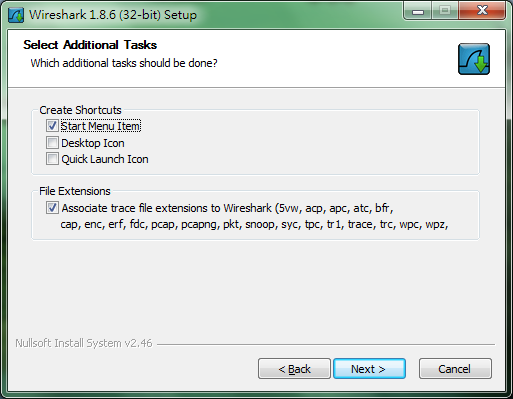 Wireshark 1.8.6 (32-bit) Setup
Select Additional Tasks
Which additional tasks should be done?
Create Shortcuts
Start Menu Item
Desktop Icon
Quick Launch Icon
File Extensions
Associate trace file extensions to Wireshark (5vw, acp, apc, atc, bfr,
cap, enc, erf, fdc, pcap, pcapng, pkt, snoop, syc, tpc, tr1, trace, trc, wpc, wpz,
Nullsoft Install System v2.46
< Back
Next >
Cancel